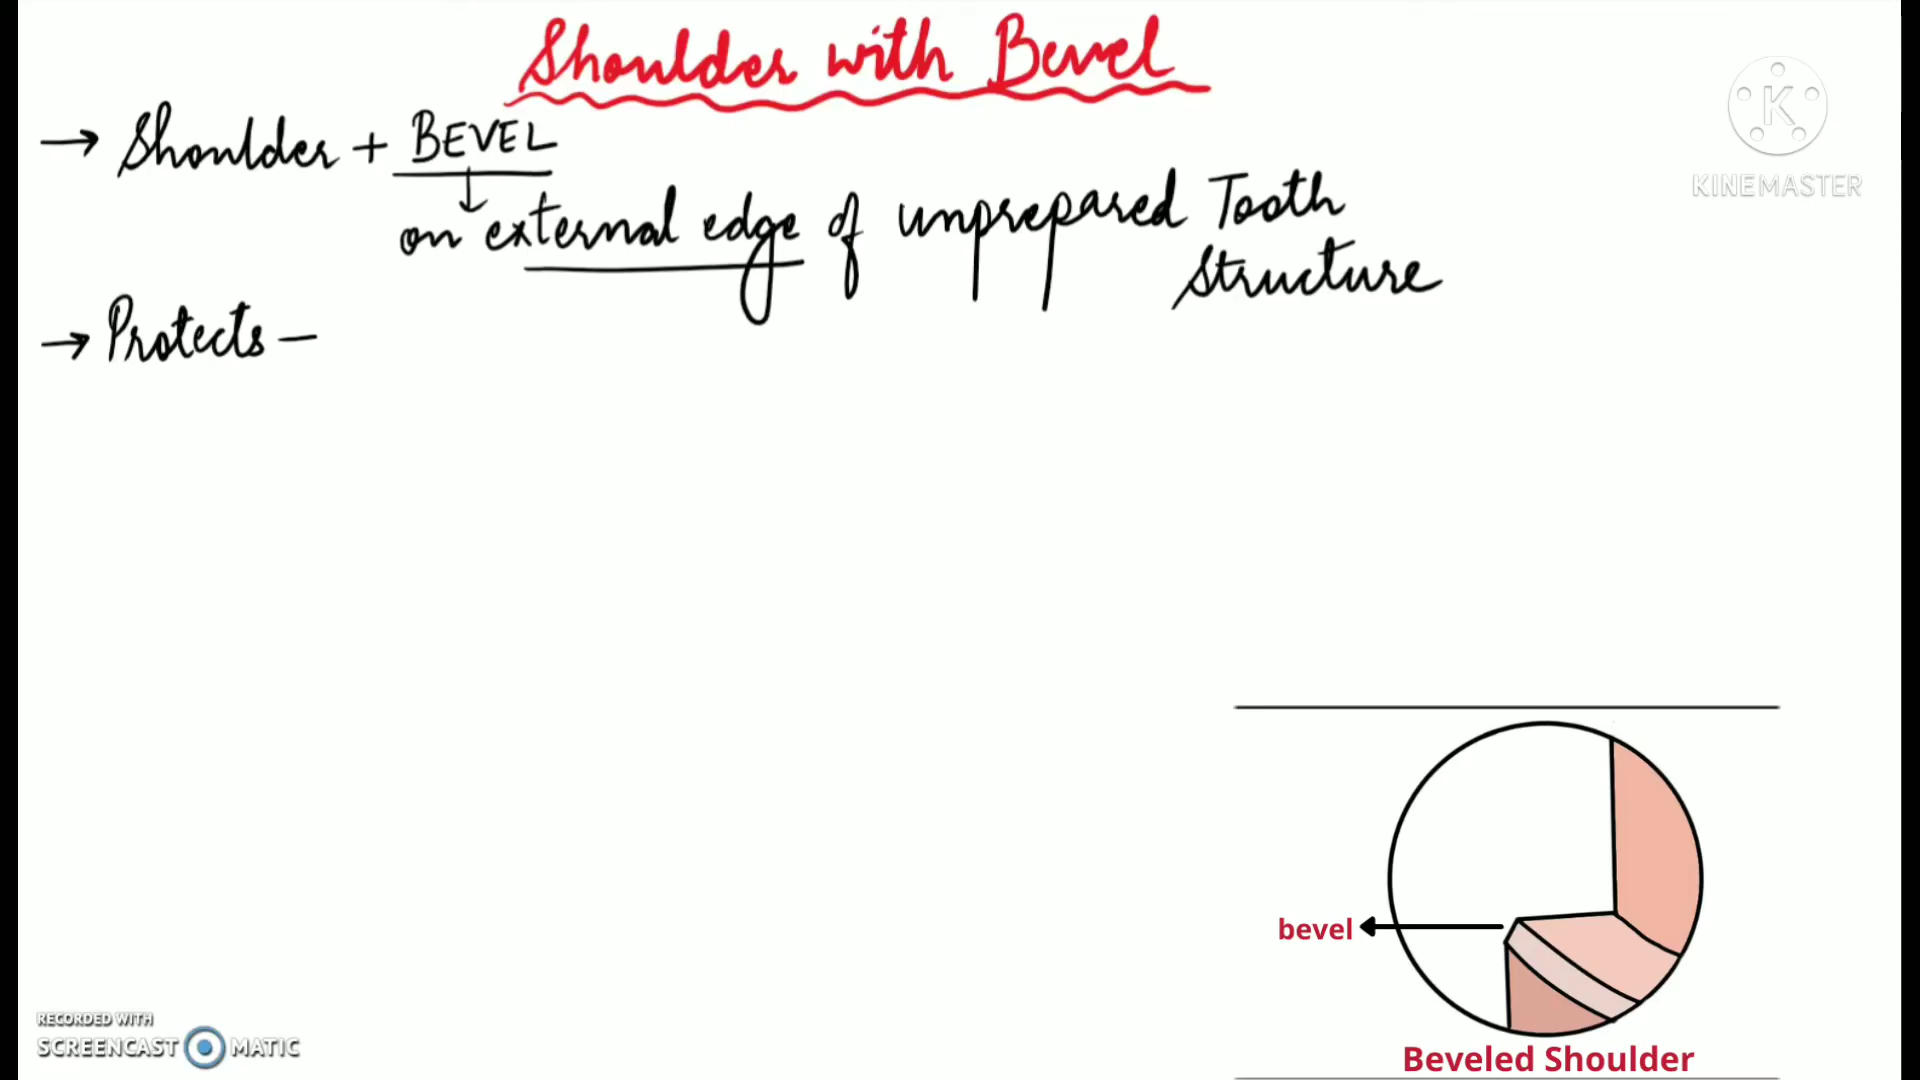 Shoulder with Bevel
→ Shoulder + BEVEL
on external edge of unprepared Tooth
Structure
→ Protects –
K
KINEMASTER
bevel
Beveled Shoulder
RECORDED WITH
SCREENCAST MATIC